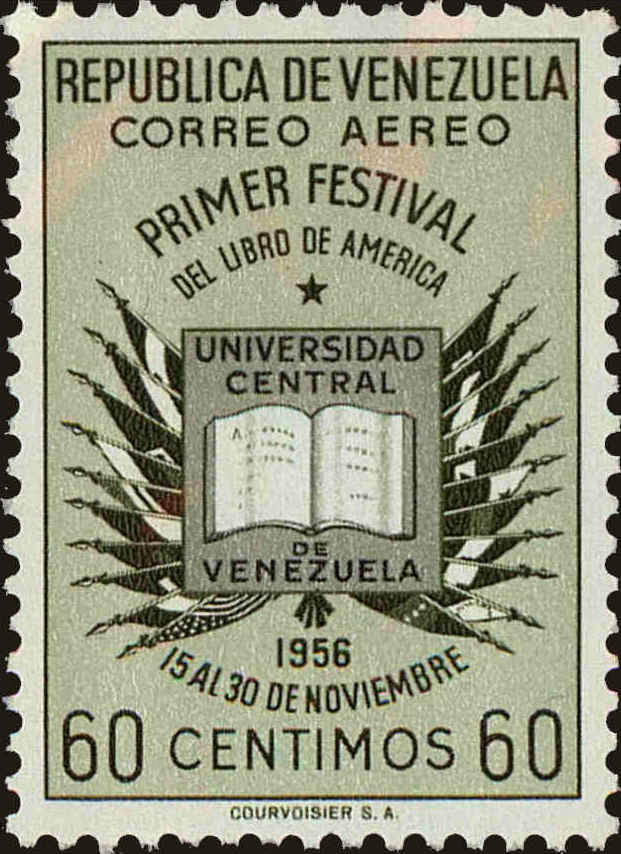 REPUBLICA DE VENEZUELA
CORREO AEREO
PRIMER FESTIVAL
DEL LIBRO DE AMERICA
UNIVERSIDAD
CENTRAL
DE
VENEZUELA
1956
15 AL 30 DE NOVIEMBRE
60 CENTIMOS 60
COURVOISIER S. A.